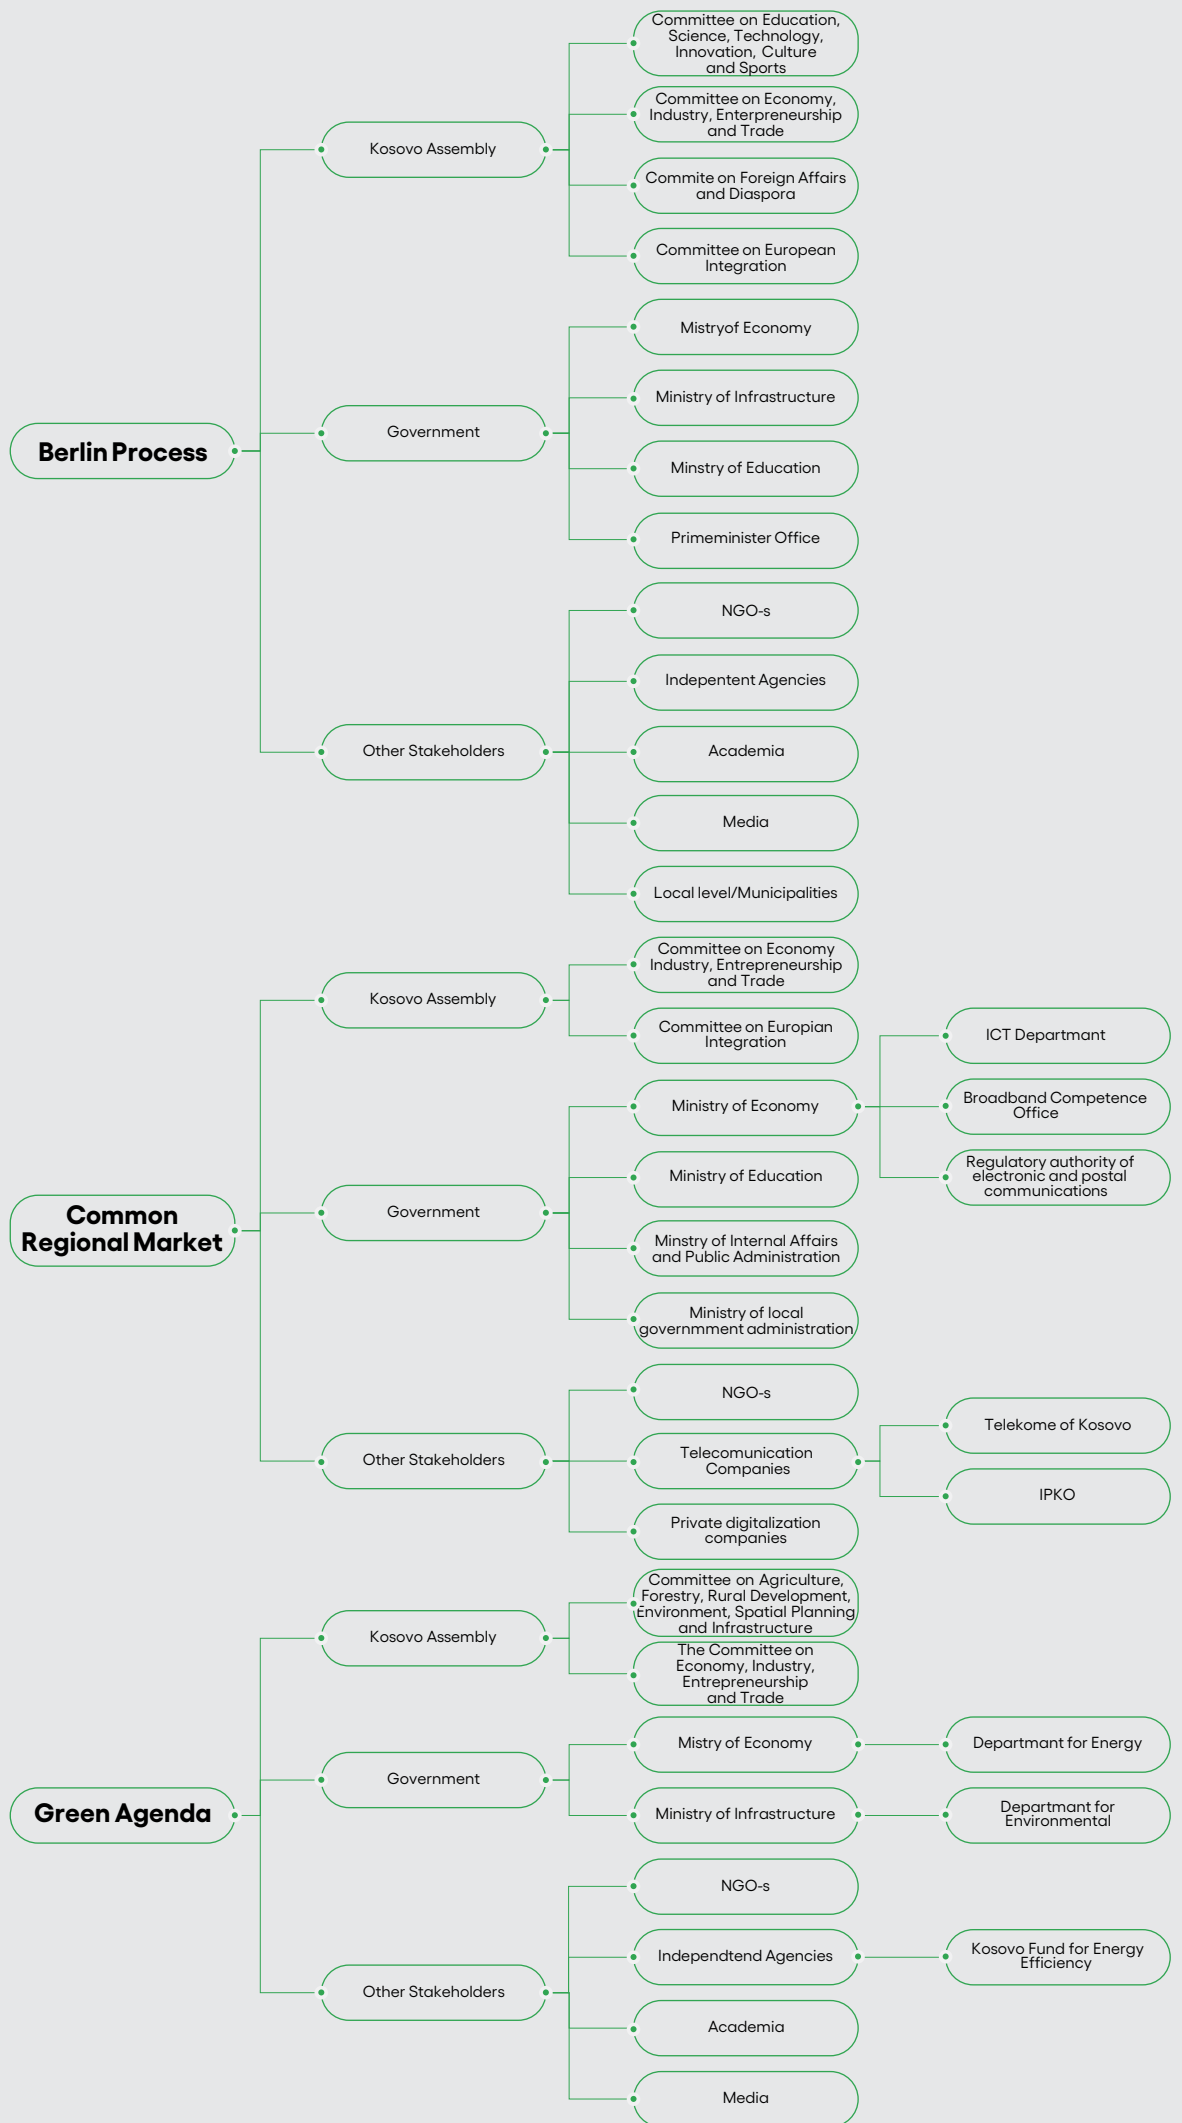 Berlin Process
Kosovo Assembly
Committee on Education,
Science, Technology,
Innovation, Culture
and Sports
Committee on Economy,
Industry, Enterpreneurship
and Trade
Commite on Foreign Affairs
and Diaspora
Committee on European
Integration
Government
Mistryof Economy
Ministry of Infrastructure
Minstry of Education
Primeminister Office
Other Stakeholders
NGO-s
Indepentent Agencies
Academia
Media
Local level/Municipalities
Common
Regional Market
Kosovo Assembly
Committee on Economy
Industry, Entrepreneurship
and Trade
Committee on Europian
Integration
Government
Ministry of Economy
ICT Departmant
Broadband Competence
Office
Regulatory authority of
electronic and postal
communications
Ministry of Education
Minstry of Internal Affairs
and Public Administration
Ministry of local
governmment administration
Other Stakeholders
NGO-s
Telecomunication
Companies
Telekome of Kosovo
IPKO
Private digitalization
companies
Green Agenda
Kosovo Assembly
Committee on Agriculture,
Forestry, Rural Development,
Environment, Spatial Planning
and Infrastructure
The Committee on
Economy, Industry,
Entrepreneurship
and Trade
Government
Mistry of Economy
Departmant for Energy
Ministry of Infrastructure
Departmant for
Environmental
Other Stakeholders
NGO-s
Independtend Agencies
Kosovo Fund for Energy
Efficiency
Academia
Media